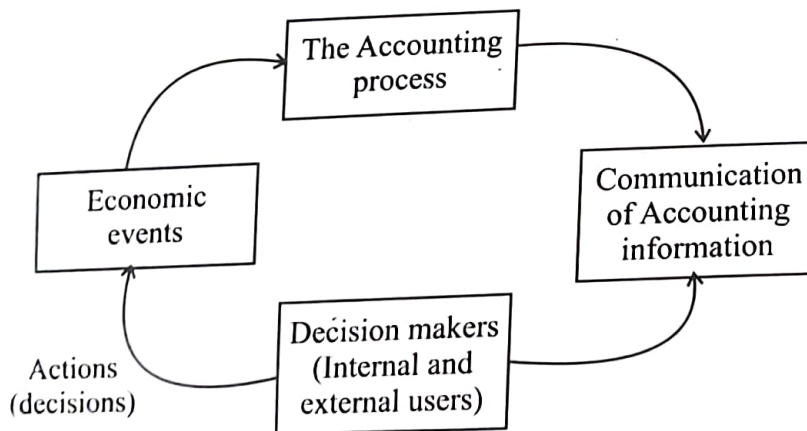 The Accounting
process
Economic
events
Communication
of Accounting
information
Decision makers
(Internal and
external users)
Actions
(decisions)